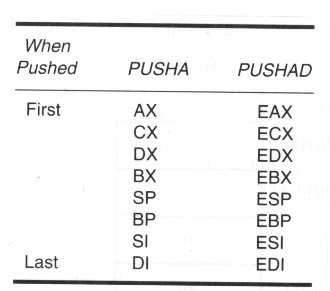 When
Pushed PUSHA PUSHAD
First AX EAX
CX ECX
DX EDX
BX EBX
SP ESP
BP EBP
SI ESI
Last DI EDI